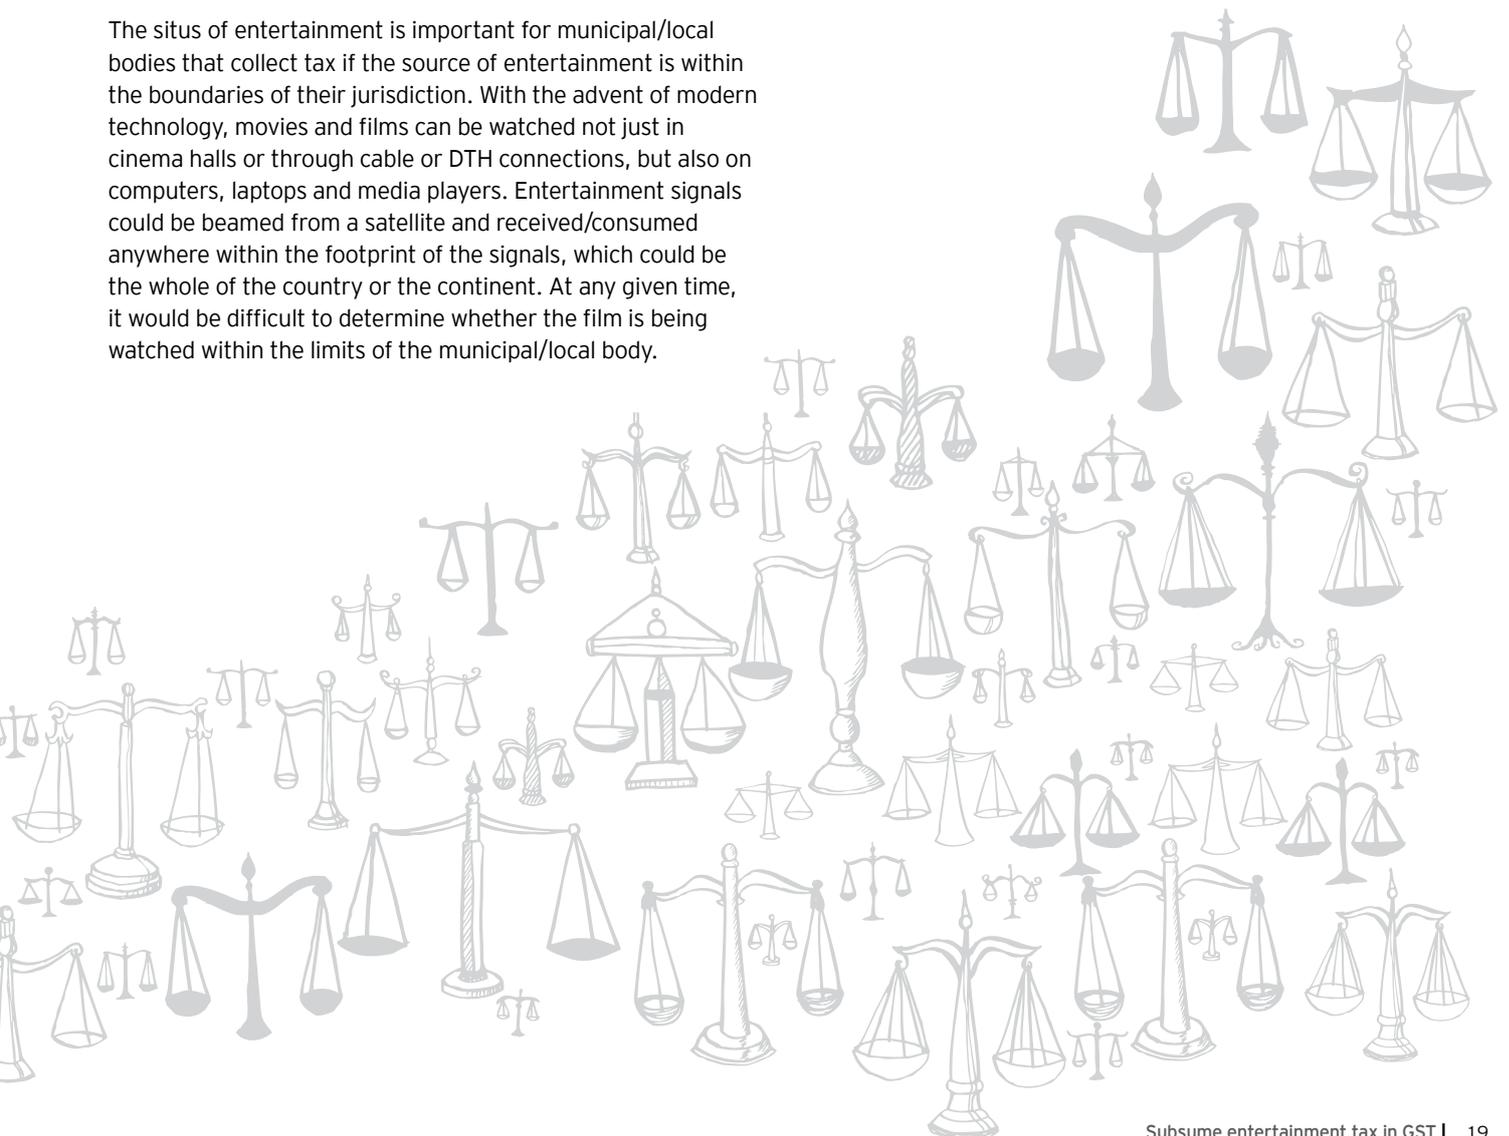 The situs of entertainment is important for municipal/local
bodies that collect tax if the source of entertainment is within
the boundaries of their jurisdiction. With the advent of modern
technology, movies and films can be watched not just in
cinema halls or through cable or DTH connections, but also on
computers, laptops and media players. Entertainment signals
could be beamed from a satellite and received/consumed
anywhere within the footprint of the signals, which could be
the whole of the country or the continent. At any given time,
it would be difficult to determine whether the film is being
watched within the limits of the municipal/local body.
Subsume entertainment tax in GST | 19